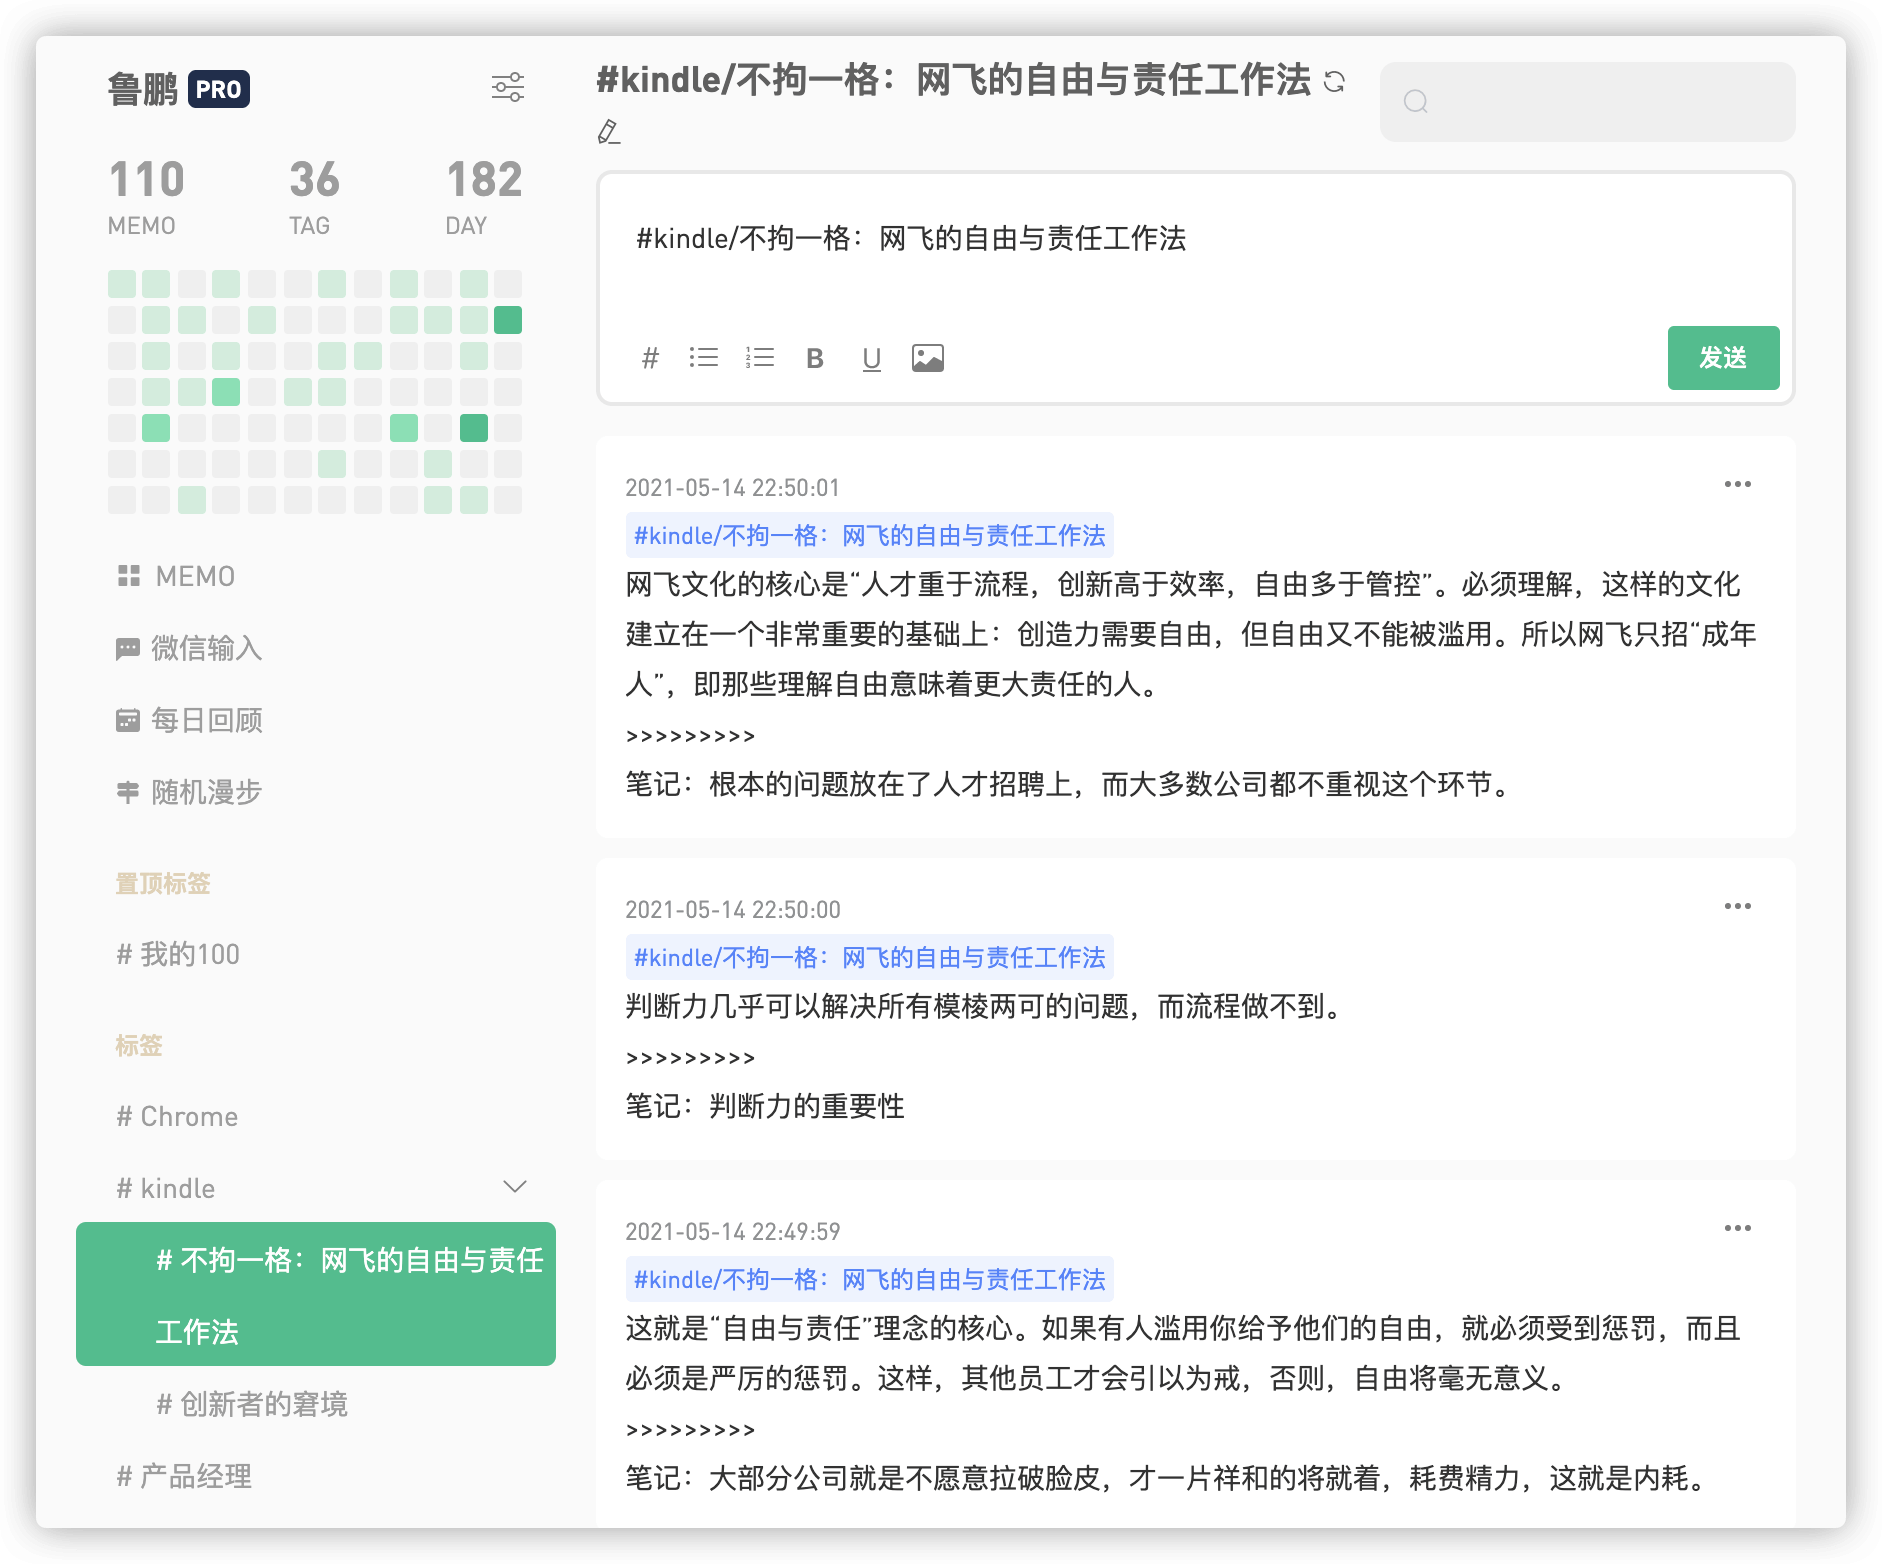 鲁鹏 PRO
110 36 182
MEMO TAG DAY
MEMO
微信输入
每日回顾
随机漫步
置顶标签
# 我的100
标签
# Chrome
# kindle
# 不拘一格：网飞的自由与责任
工作法
# 创新者的窘境
# 产品经理
#kindle/不拘一格：网飞的自由与责任工作法
#kindle/不拘一格：网飞的自由与责任工作法
# B U
发送
2021-05-14 22:50:01
#kindle/不拘一格：网飞的自由与责任工作法
网飞文化的核心是“人才重于流程，创新高于效率，自由多于管控”。必须理解，这样的文化
建立在一个非常重要的基础上：创造力需要自由，但自由又不能被滥用。所以网飞只招“成年
人”，即那些理解自由意味着更大责任的人。
>>>>>>>>>
笔记：根本的问题放在了人才招聘上，而大多数公司都不重视这个环节。
2021-05-14 22:50:00
#kindle/不拘一格：网飞的自由与责任工作法
判断力几乎可以解决所有模棱两可的问题，而流程做不到。
>>>>>>>>>
笔记：判断力的重要性
2021-05-14 22:49:59
#kindle/不拘一格：网飞的自由与责任工作法
这就是“自由与责任”理念的核心。如果有人滥用你给予他们的自由，就必须受到惩罚，而且
必须是严厉的惩罚。这样，其他员工才会引以为戒，否则，自由将毫无意义。
>>>>>>>>>
笔记：大部分公司就是不愿意拉破脸皮，才一片祥和的将就着，耗费精力，这就是内耗。